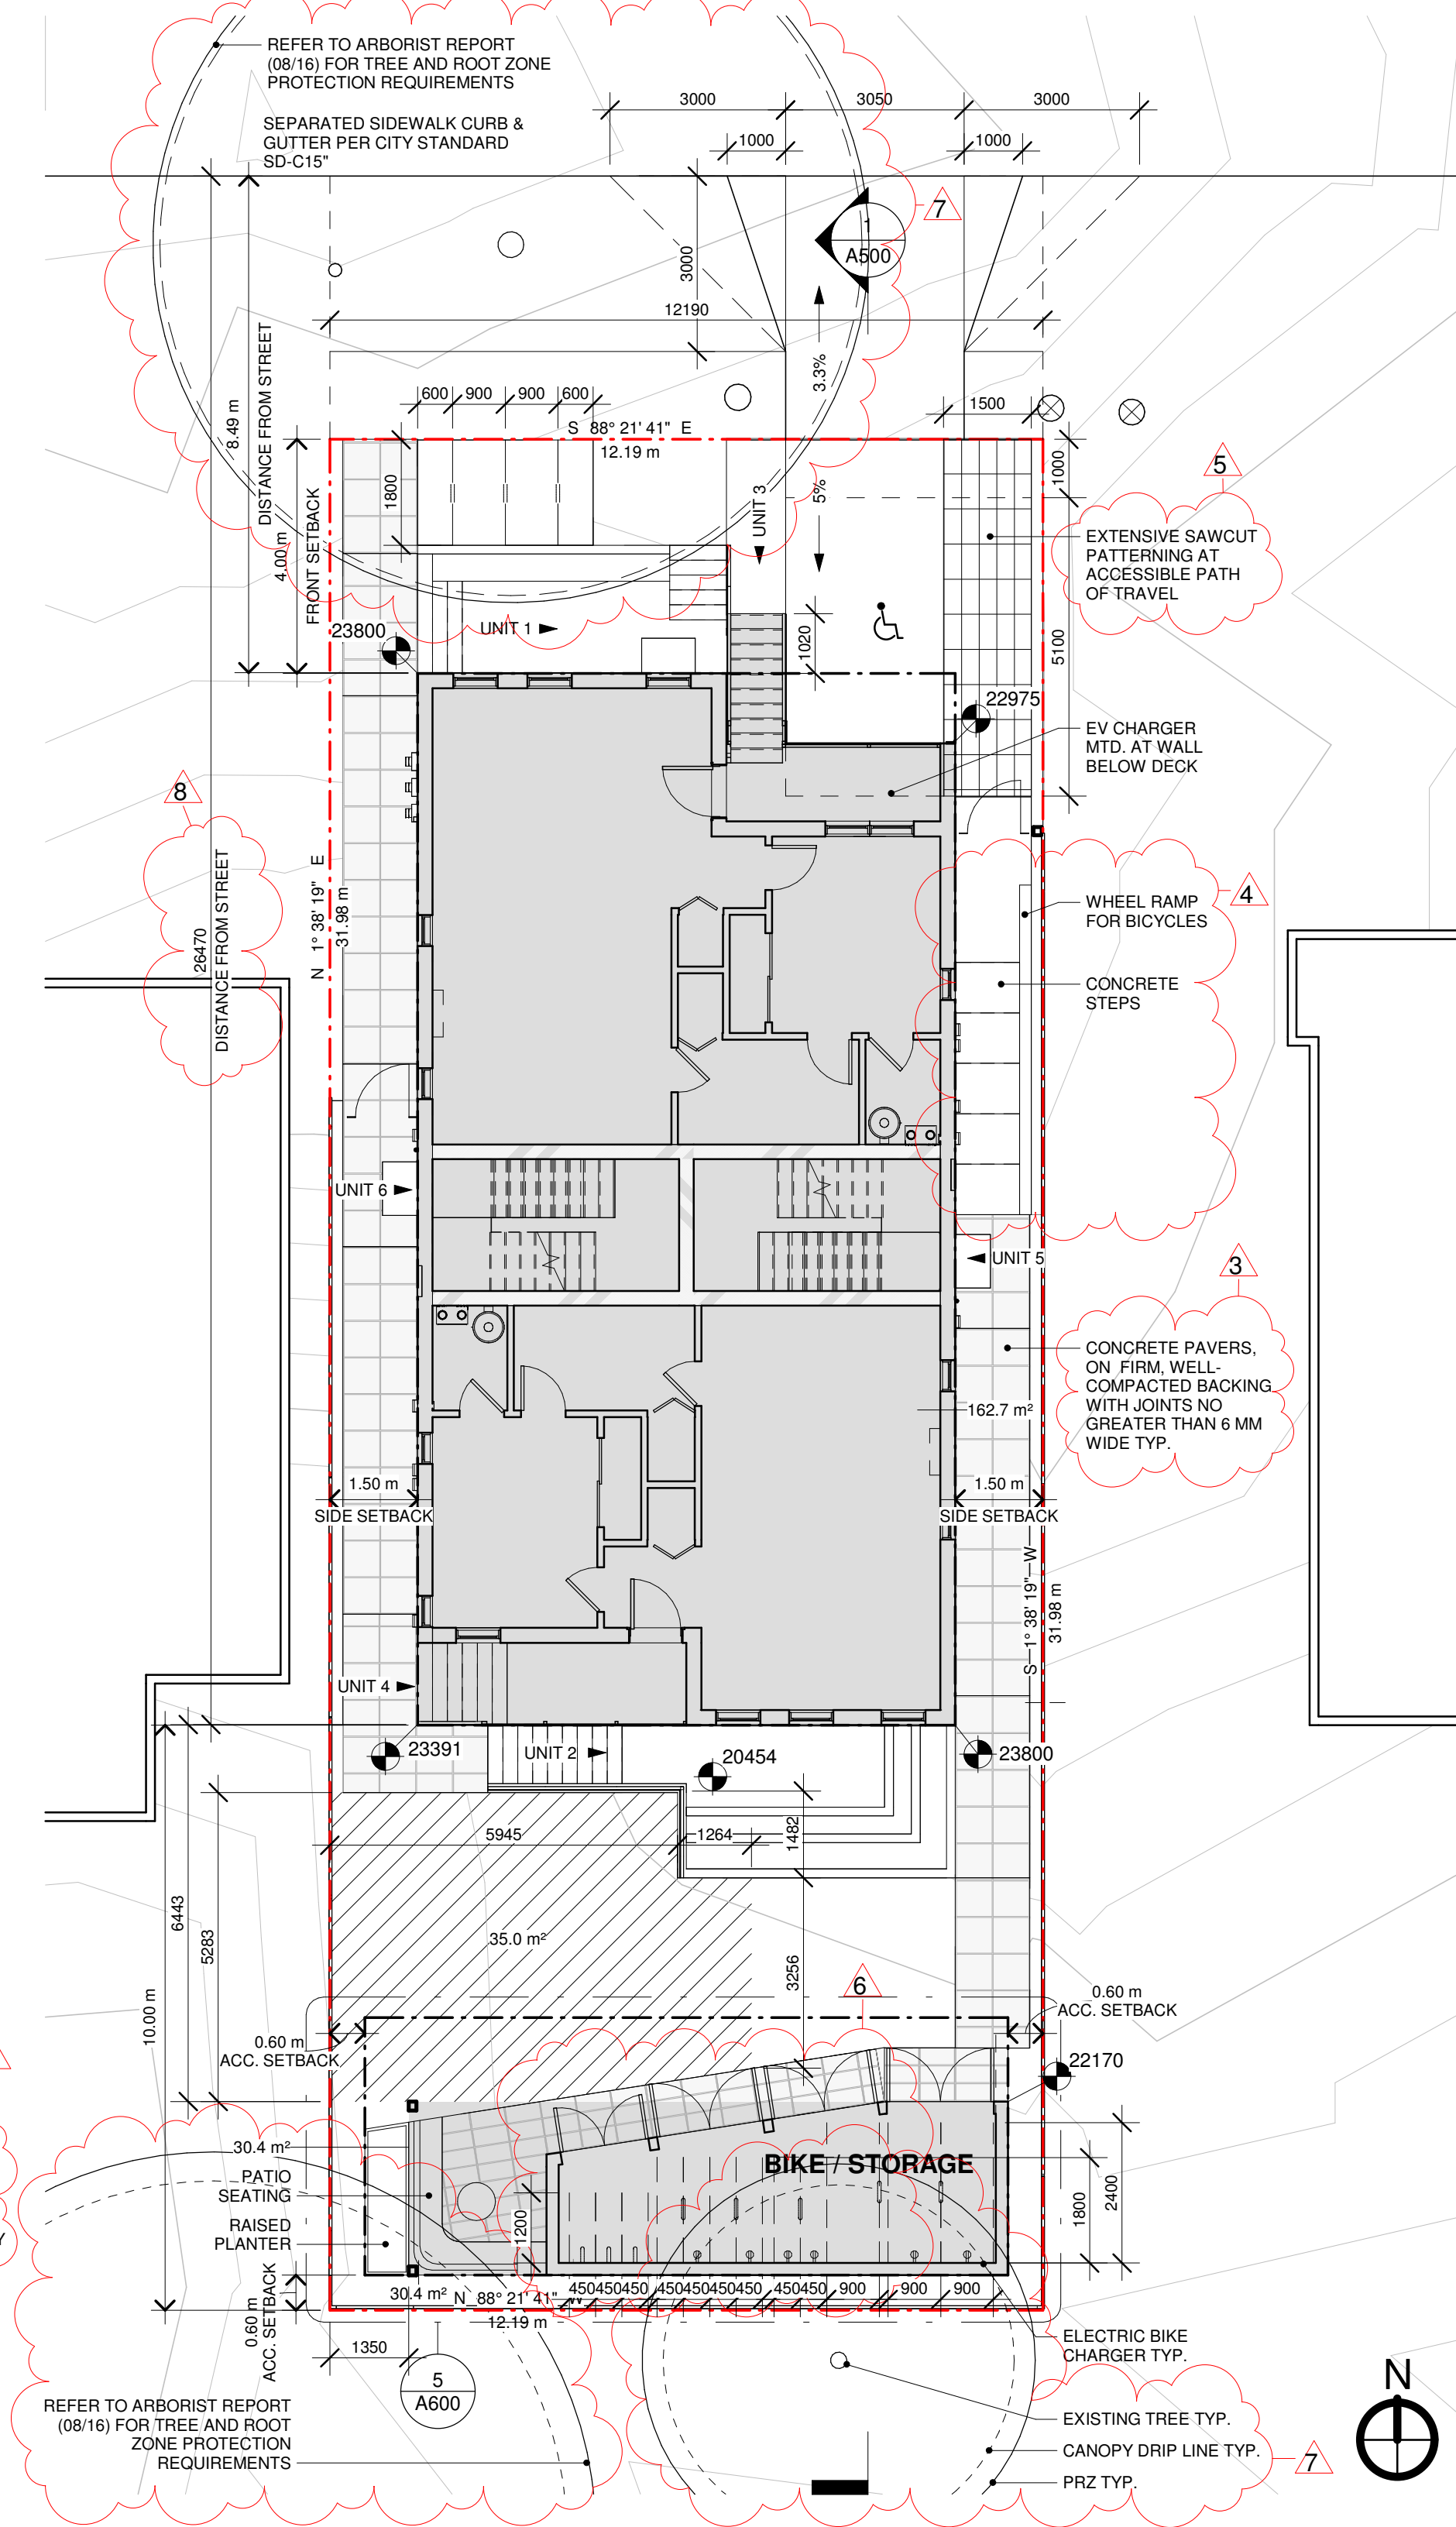 REFER TO ARBORIST REPORT
(08/16) FOR TREE AND ROOT ZONE
PROTECTION REQUIREMENTS
SEPARATED SIDEWALK CURB &
GUTTER PER CITY STANDARD
SD-C15"
3000
3050
3000
1000
1000
7
1
A500
3000
12190
3.3%
8.49 m
DISTANCE FROM STREET
600
900
900
600
1500
S 88° 21' 41" E
12.19 m
4.00 m
FRONT SETBACK
1800
UNIT 3
5%
1000
5
EXTENSIVE SAWCUT
PATTERNING AT
ACCESSIBLE PATH
OF TRAVEL
23800
UNIT 1
1020
5100
22975
EV CHARGER
MTD. AT WALL
BELOW DECK
8
26470
DISTANCE FROM STREET
N 1° 38' 19" E
31.98 m
4
WHEEL RAMP
FOR BICYCLES
CONCRETE
STEPS
UNIT 6
UNIT 5
3
CONCRETE PAVERS,
ON FIRM, WELL-
COMPACTED BACKING
WITH JOINTS NO
GREATER THAN 6 MM
WIDE TYP.
162.7 m²
1.50 m
SIDE SETBACK
1.50 m
SIDE SETBACK
S 1° 38' 19" W
31.98 m
UNIT 4
23391
UNIT 2
20454
23800
5945
1264
1482
6443
5283
35.0 m²
3256
10.00 m
6
0.60 m
ACC. SETBACK
0.60 m
ACC. SETBACK
22170
30.4 m²
PATIO
SEATING
RAISED
PLANTER
BIKE / STORAGE
1200
1800
2400
0.60 m
ACC. SETBACK
30.4 m²
N 88° 21' 41" W
12.19 m
450
450
450
450
450
450
450
450
450
900
900
900
1350
5
A600
ELECTRIC BIKE
CHARGER TYP.
REFER TO ARBORIST REPORT
(08/16) FOR TREE AND ROOT
ZONE PROTECTION
REQUIREMENTS
EXISTING TREE TYP.
CANOPY DRIP LINE TYP.
PRZ TYP.
7
N